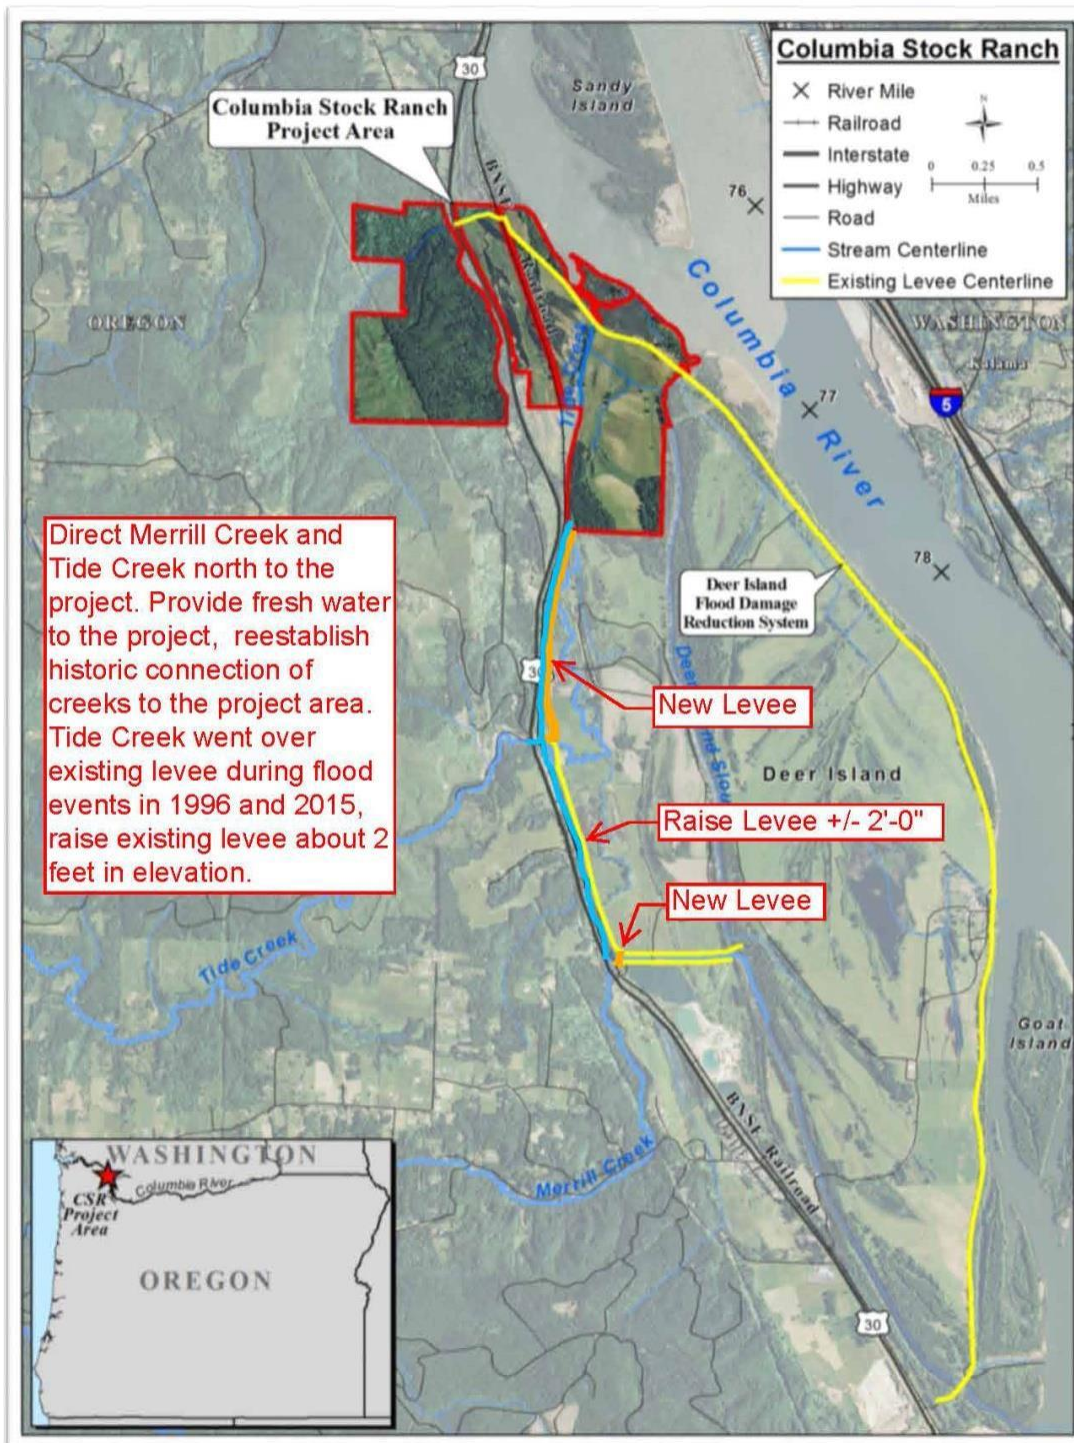 Columbia Stock Ranch
River Mile
Railroad
Interstate
Highway
Road
Stream Centerline
Existing Levee Centerline
N
0 0.25 0.5
Miles
30
Sandy
Island
Columbia Stock Ranch
Project Area
BNSF
Railroad
76
OREGON
WASHINGTON
Kalama
5
Columbia
River
77
Tide Creek
78
Direct Merrill Creek and
Tide Creek north to the
project. Provide fresh water
to the project, reestablish
historic connection of
creeks to the project area.
Tide Creek went over
existing levee during flood
events in 1996 and 2015,
raise existing levee about 2
feet in elevation.
Deer Island
Flood Damage
Reduction System
30
New Levee
Deer
Slou
Deer Island
Raise Levee +/- 2'-0"
New Levee
Tide Creek
Goat
Island
BNSF Railroad
Merrill Creek
30
WASHINGTON
Columbia River
CSR
Project
Area
OREGON